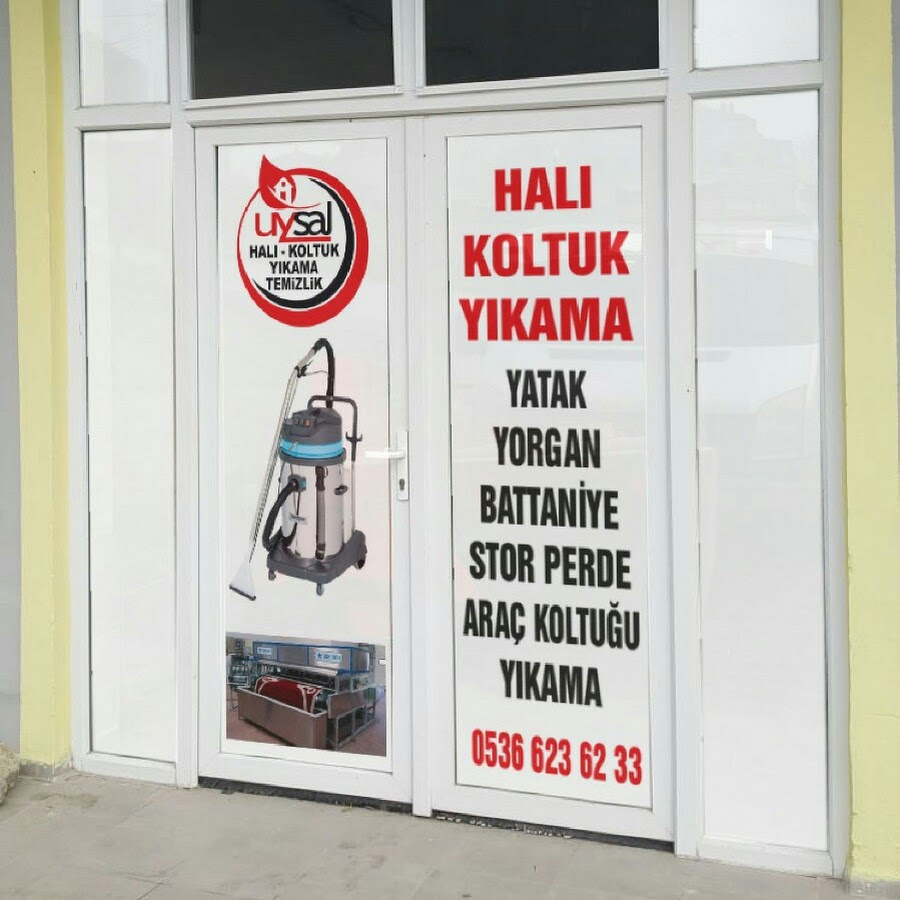 uysal
HALI - KOLTUK
YIKAMA
TEMİZLİK
HALI
KOLTUK
YIKAMA
YATAK
YORGAN
BATTANİYE
STOR PERDE
ARAÇ KOLTUĞU
YIKAMA
0536 623 62 33